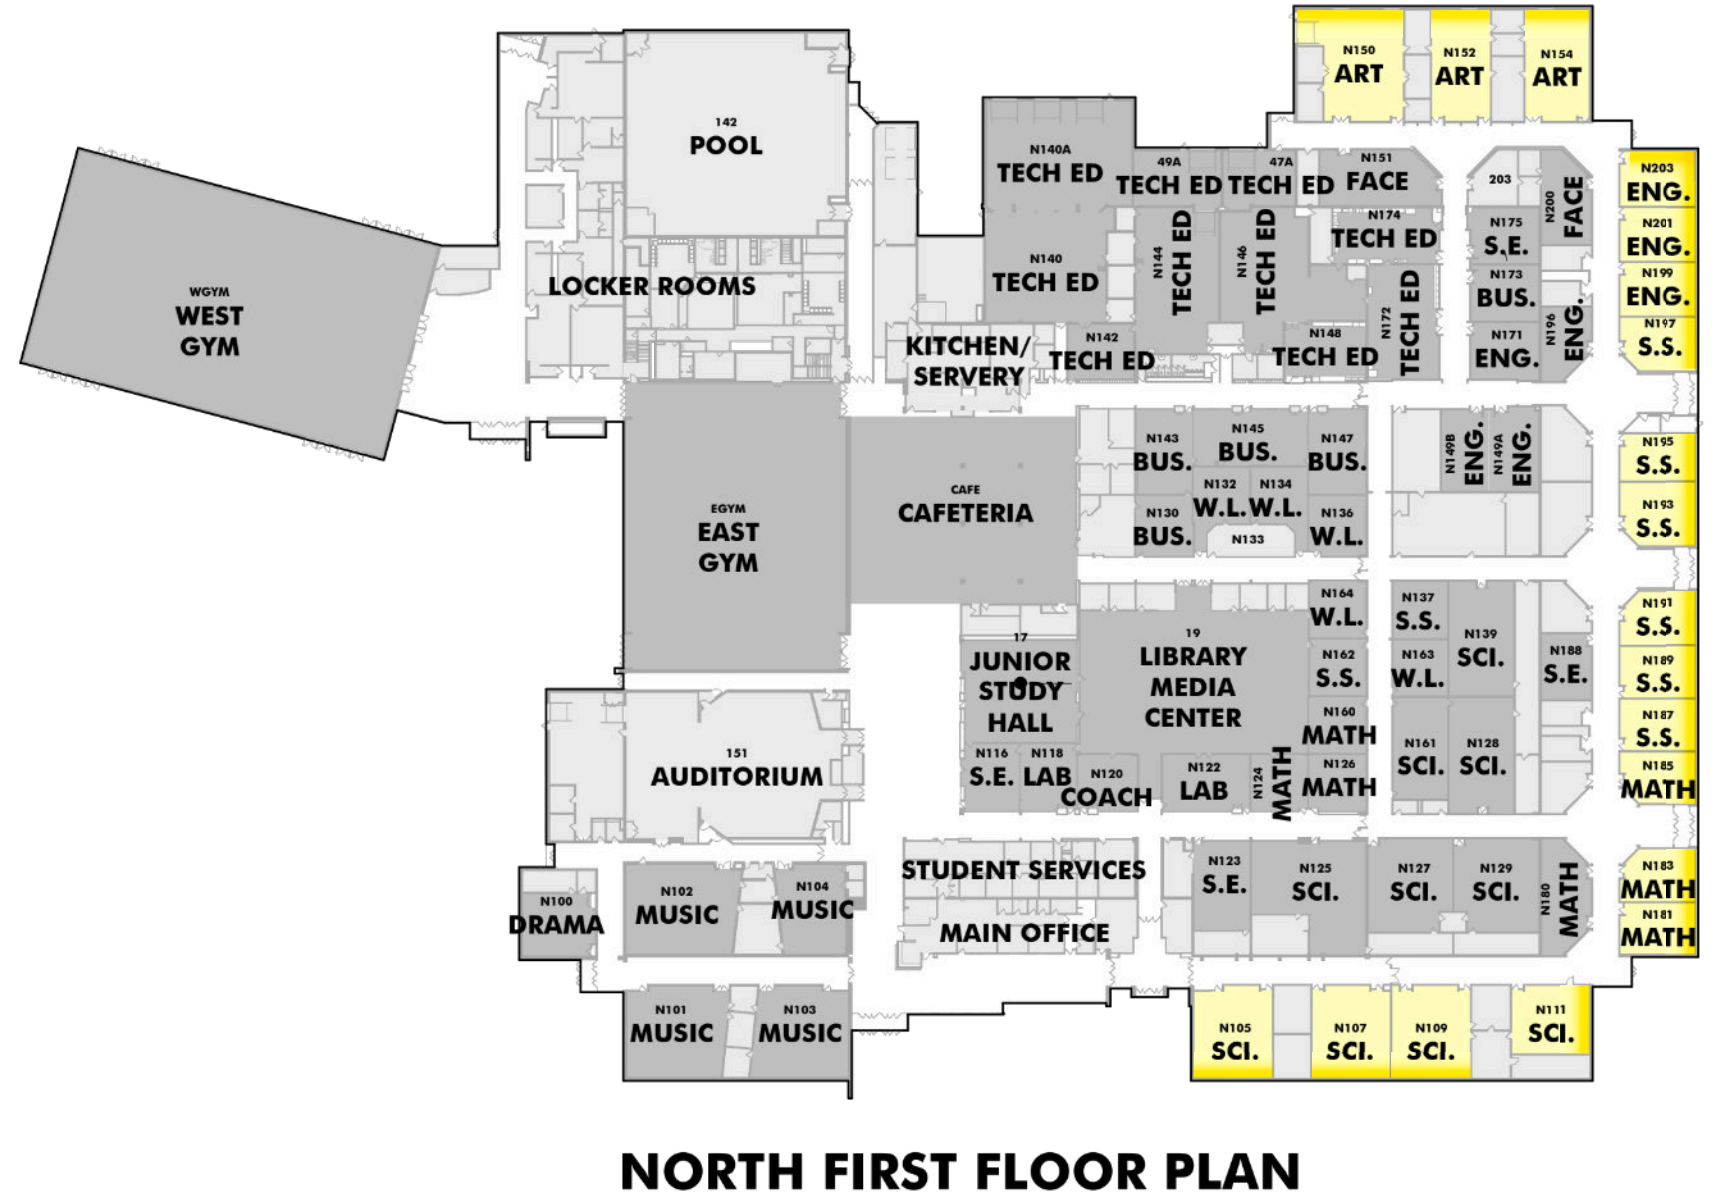 N150
ART
N152
ART
N154
ART
142
POOL
N140A
TECH ED
49A
TECH ED
47A
TECH ED
N151
FACE
203
N200
FACE
N203
ENG.
N174
TECH ED
N175
S.E.
N201
ENG.
N140
TECH ED
N144
TECH ED
N146
TECH ED
N173
BUS.
N199
ENG.
LOCKER ROOMS
WGYM
WEST
GYM
N172
TECH ED
N171
ENG.
N196
ENG.
N197
S.S.
KITCHEN/
SERVERY
N142
TECH ED
N148
TECH ED
N143
BUS.
N145
BUS.
N147
BUS.
N149B
ENG.
N149A
ENG.
N195
S.S.
CAFE
CAFETERIA
EGYM
EAST
GYM
N130
BUS.
N132
W.L.
N134
W.L.
N133
N136
W.L.
N193
S.S.
N164
W.L.
N137
S.S.
N139
SCI.
N191
S.S.
17
JUNIOR
STUDY
HALL
19
LIBRARY
MEDIA
CENTER
N162
S.S.
N163
W.L.
N188
S.E.
N189
S.S.
N160
MATH
N187
S.S.
151
AUDITORIUM
N116
S.E.
N118
LAB
N120
COACH
N122
LAB
N124
MATH
N126
MATH
N161
SCI.
N128
SCI.
N185
MATH
STUDENT SERVICES
N123
S.E.
N125
SCI.
N127
SCI.
N129
SCI.
N180
MATH
N183
MATH
N100
DRAMA
N102
MUSIC
N104
MUSIC
MAIN OFFICE
N181
MATH
N101
MUSIC
N103
MUSIC
N105
SCI.
N107
SCI.
N109
SCI.
N111
SCI.
NORTH FIRST FLOOR PLAN